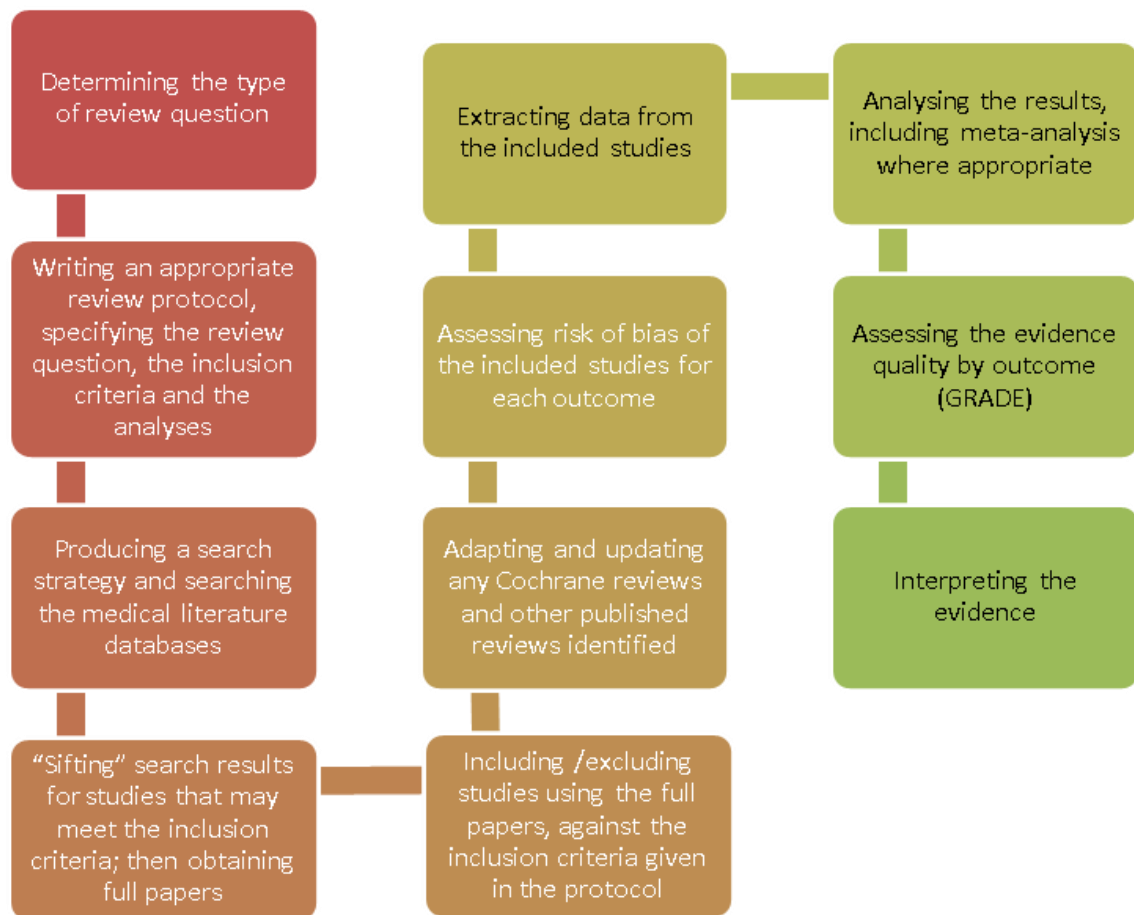 Determining the type
of review question
Writing an appropriate
review protocol,
specifying the review
question, the inclusion
criteria and the
analyses
Producing a search
strategy and searching
the medical literature
databases
“Sifting” search results
for studies that may
meet the inclusion
criteria; then obtaining
full papers
Including /excluding
studies using the full
papers, against the
inclusion criteria given
in the protocol
Adapting and updating
any Cochrane reviews
and other published
reviews identified
Assessing risk of bias of
the included studies for
each outcome
Extracting data from
the included studies
Analysing the results,
including meta-analysis
where appropriate
Assessing the evidence
quality by outcome
(GRADE)
Interpreting the
evidence